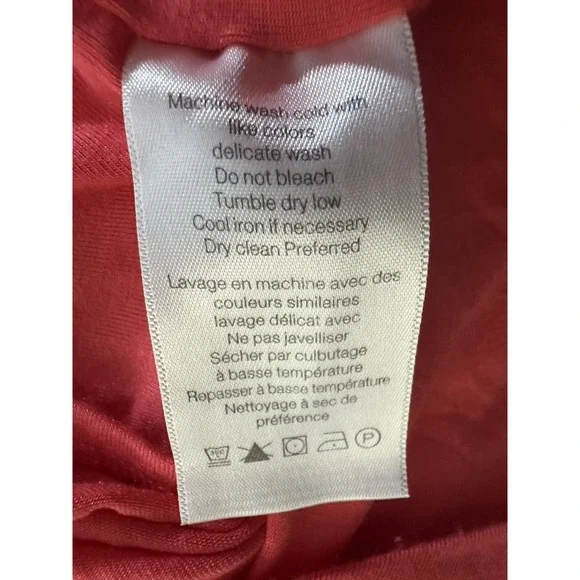 Machine wash cold with
like colors
delicate wash
Do not bleach
Tumble dry low
Cool iron if necessary
Dry clean Preferred
Lavage en machine avec des
couleurs similaires
lavage délicat avec
Ne pas javelliser
Sécher par culbutage
à basse température
Repasser à basse température
Nettoyage à sec de
préférence
P